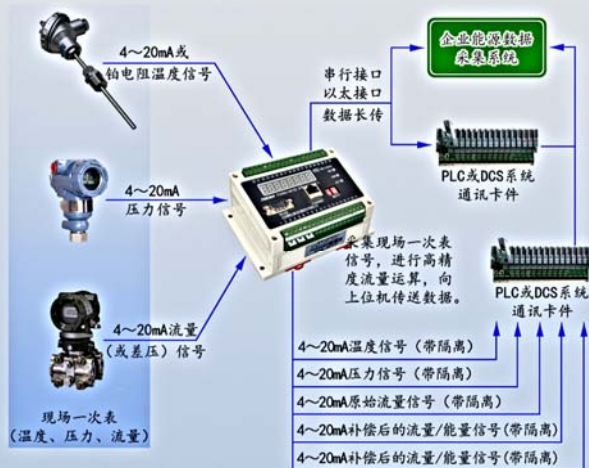 4~20mA或
铂电阻温度信号
4~20mA
压力信号
4~20mA流量
(或差压)信号
现场一次表
(温度、压力、流量)
串行接口
以太接口
数据长传
企业能源数据
采集系统
PLC或DCS系统
通讯卡件
采集现场一次表
信号,进行高精
度流量运算,向
上位机传送数据。
PLC或DCS系统
通讯卡件
4~20mA温度信号(带隔离)
4~20mA压力信号(带隔离)
4~20mA原始流量信号(带隔离)
4~20mA补偿后的流量/能量信号(带隔离)
4~20mA补偿后的流量/能量信号(带隔离)